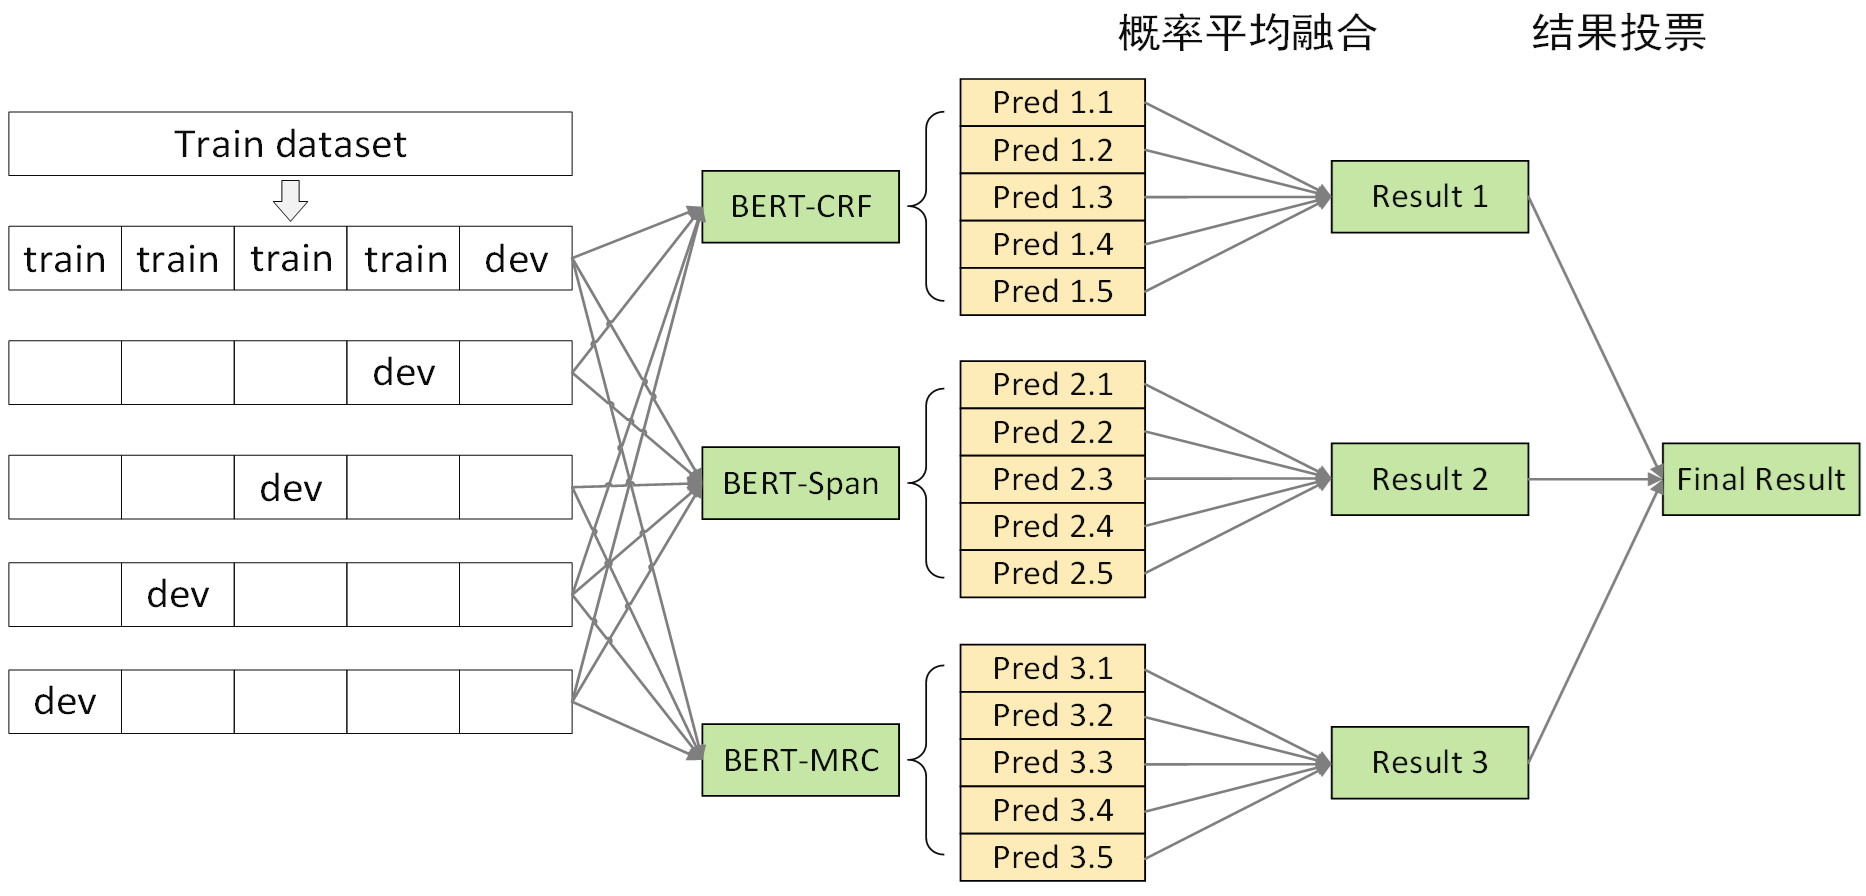 概率平均融合
结果投票
Train dataset
train train train train dev
dev
dev
dev
dev
BERT-CRF
BERT-Span
BERT-MRC
Pred 1.1
Pred 1.2
Pred 1.3
Pred 1.4
Pred 1.5
Pred 2.1
Pred 2.2
Pred 2.3
Pred 2.4
Pred 2.5
Pred 3.1
Pred 3.2
Pred 3.3
Pred 3.4
Pred 3.5
Result 1
Result 2
Result 3
Final Result